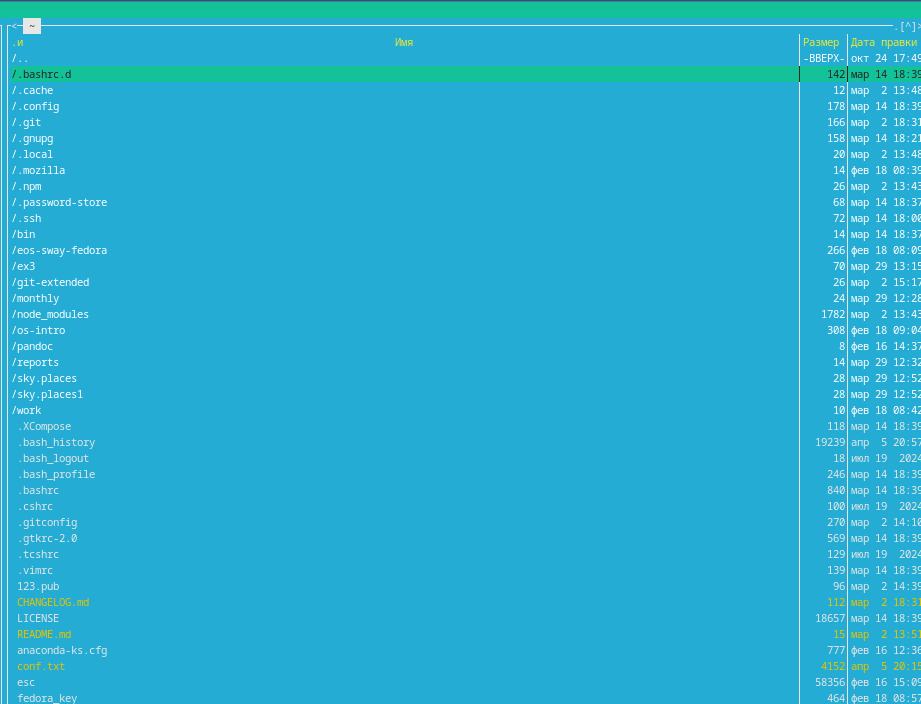 < ~ .[^]>
.и Имя Размер Дата правки
/.. -ВВЕРХ- окт 24 17:49
/.bashrc.d 142 мар 14 18:39
/.cache 12 мар 2 13:48
/.config 178 мар 14 18:39
/.git 166 мар 2 18:31
/.gnupg 158 мар 14 18:21
/.local 20 мар 2 13:48
/.mozilla 14 фев 18 08:39
/.npm 26 мар 2 13:43
/.password-store 68 мар 14 18:37
/.ssh 72 мар 14 18:00
/bin 14 мар 14 18:37
/eos-sway-fedora 266 фев 18 08:09
/ex3 70 мар 29 13:15
/git-extended 26 мар 2 15:17
/monthly 24 мар 29 12:28
/node_modules 1782 мар 2 13:43
/os-intro 308 фев 18 09:04
/pandoc 8 фев 16 14:37
/reports 14 мар 29 12:32
/sky.places 28 мар 29 12:52
/sky.places1 28 мар 29 12:52
/work 10 фев 18 08:42
.XCompose 118 мар 14 18:39
.bash_history 19239 апр 5 20:57
.bash_logout 18 июл 19 2024
.bash_profile 246 мар 14 18:39
.bashrc 840 мар 14 18:39
.cshrc 100 июл 19 2024
.gitconfig 270 мар 2 14:10
.gtkrc-2.0 569 мар 14 18:39
.tcshrc 129 июл 19 2024
.vimrc 139 мар 14 18:39
123.pub 96 мар 2 14:39
CHANGELOG.md 112 мар 2 18:31
LICENSE 18657 мар 14 18:39
README.md 15 мар 2 13:51
anaconda-ks.cfg 777 фев 16 12:36
conf.txt 4152 апр 5 20:15
esc 58356 фев 16 15:09
fedora_key 464 фев 18 08:57